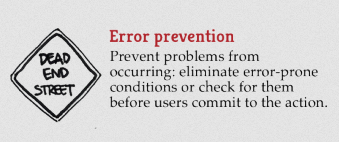 DEAD
END
STREET
Error prevention
Prevent problems from
occurring: eliminate error-prone
conditions or check for them
before users commit to the action.